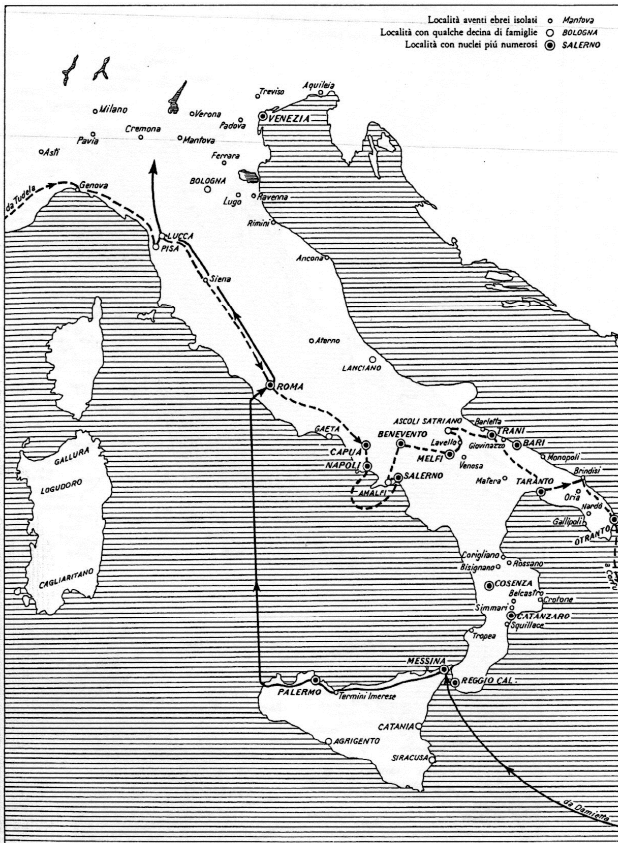 Località aventi ebrei isolati Mantova
Località con qualche decina di famiglie BOLOGNA
Località con nuclei piú numerosi SALERNO
Aquileia
Treviso
Milano
Verona
Padova
VENEZIA
Pavia
Cremona
Mantova
Asti
Ferrara
BOLOGNA
Genova
Lugo
Ravenna
da Tudela
Rimini
LUCCA
PISA
Ancona
Siena
Aterno
LANCIANO
ROMA
GAETA
ASCOLI SATRIANO
Barletta
TRANI
BENEVENTO
Giovinazzo
BARI
CAPUA
Lavello
MELFI
Venosa
Monopoli
NAPOLI
SALERNO
Matera
TARANTO
Brindisi
AMALFI
Oria
Nardò
Gallipoli
OTRANTO
a Corfù
GALLURA
LOGUDORO
CAGLIARITANO
Corigliano
Rossano
Bisignano
COSENZA
Belcastro
Crotone
Simmari
CATANZARO
Squillace
Tropea
MESSINA
REGGIO CAL.
PALERMO
Termini Imerese
CATANIA
AGRIGENTO
SIRACUSA
da Damietta